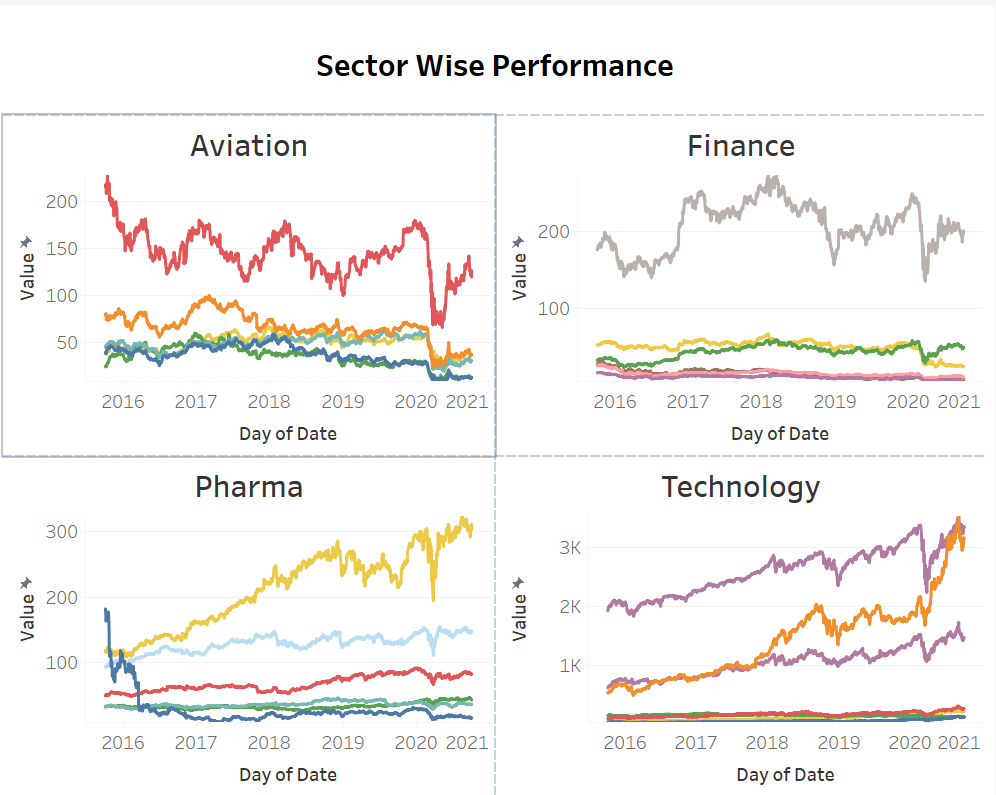 Sector Wise Performance
Aviation
200
150
100
50
Value
2016 2017 2018 2019 2020 2021
Day of Date
Finance
200
100
Value
2016 2017 2018 2019 2020 2021
Day of Date
Pharma
300
200
100
Value
2016 2017 2018 2019 2020 2021
Day of Date
Technology
3K
2K
1K
Value
2016 2017 2018 2019 2020 2021
Day of Date